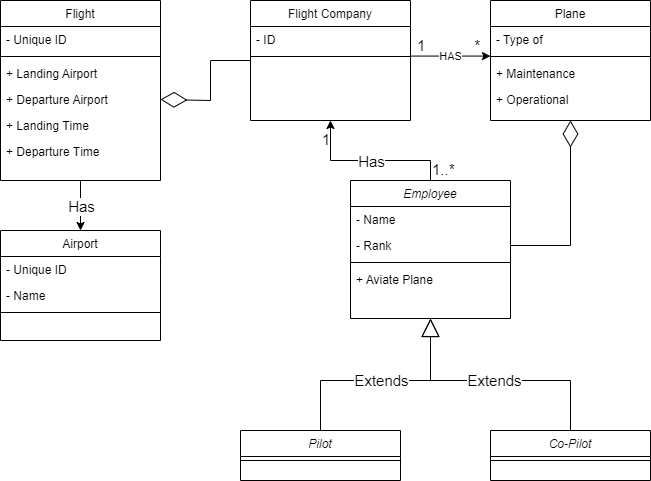 Flight
- Unique ID
+ Landing Airport
+ Departure Airport
+ Landing Time
+ Departure Time
Flight Company
- ID
1
HAS
*
Plane
- Type of
+ Maintenance
+ Operational
Has
Airport
- Unique ID
- Name
1
Has
1..*
Employee
- Name
- Rank
+ Aviate Plane
Extends
Extends
Pilot
Co-Pilot